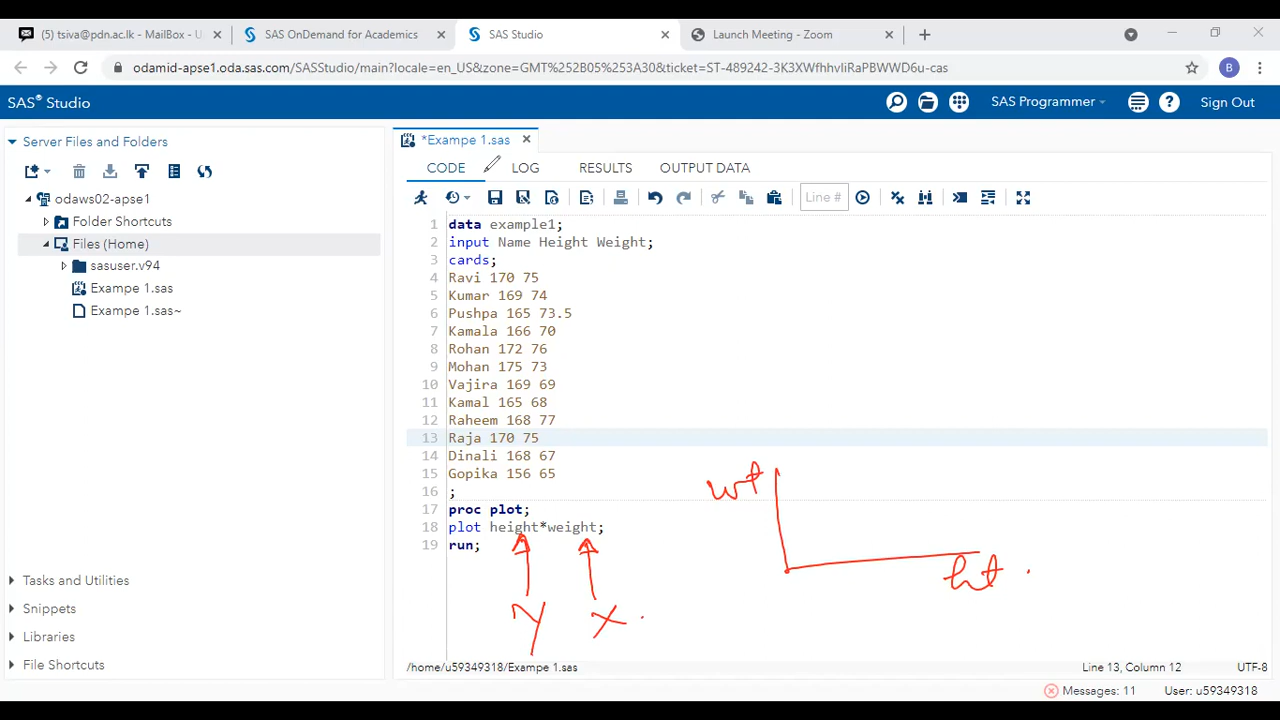 (5) tsiva@pdn.ac.lk - MailBox - U
SAS OnDemand for Academics
SAS Studio
Launch Meeting - Zoom
odamid-apse1.oda.sas.com/SASStudio/main?locale=en_US&zone=GMT%252B05%253A30&ticket=ST-489242-3K3XWfhhvIiRaPBWWD6u-cas
B
SAS® Studio
SAS Programmer
Sign Out
Server Files and Folders
odaws02-apse1
Folder Shortcuts
Files (Home)
sasuser.v94
Exampe 1.sas
Exampe 1.sas~
Tasks and Utilities
Snippets
Libraries
File Shortcuts
*Exampe 1.sas
CODE LOG RESULTS OUTPUT DATA
Line #
1 data example1;
2 input Name Height Weight;
3 cards;
4 Ravi 170 75
5 Kumar 169 74
6 Pushpa 165 73.5
7 Kamala 166 70
8 Rohan 172 76
9 Mohan 175 73
10 Vajira 169 69
11 Kamal 165 68
12 Raheem 168 77
13 Raja 170 75
14 Dinali 168 67
15 Gopika 156 65
16 ;
17 proc plot;
18 plot height*weight;
19 run;
wt
ht
Y X
/home/u59349318/Exampe 1.sas
Line 13, Column 12
UTF-8
Messages: 11
User: u59349318